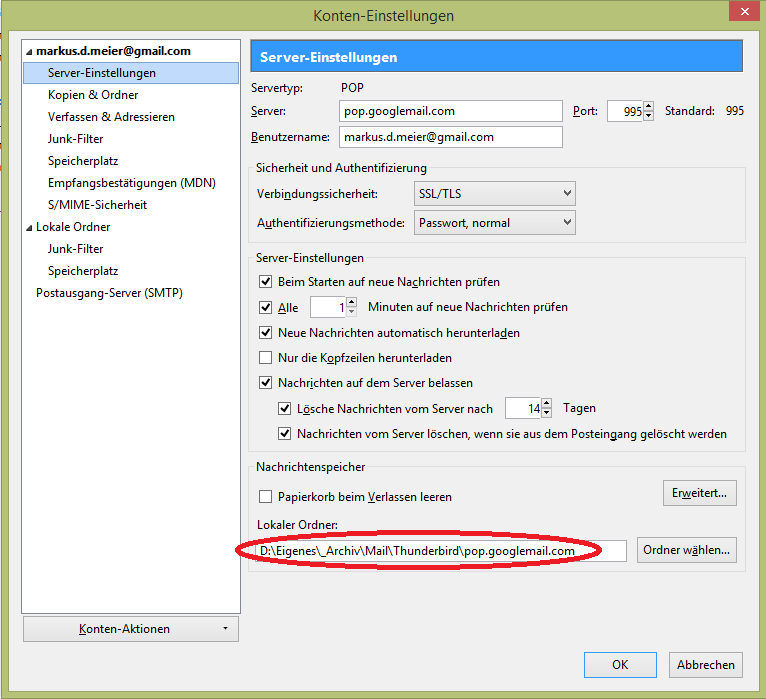 Konten-Einstellungen
markus.d.meier@gmail.com
Server-Einstellungen
Kopien & Ordner
Verfassen & Adressieren
Junk-Filter
Speicherplatz
Empfangsbestätigungen (MDN)
S/MIME-Sicherheit
Lokale Ordner
Junk-Filter
Speicherplatz
Postausgang-Server (SMTP)
Konten-Aktionen
Server-Einstellungen
Servertyp: POP
Server: pop.googlemail.com Port: 995 Standard: 995
Benutzername: markus.d.meier@gmail.com
Sicherheit und Authentifizierung
Verbindungssicherheit: SSL/TLS
Authentifizierungsmethode: Passwort, normal
Server-Einstellungen
Beim Starten auf neue Nachrichten prüfen
Alle 1 Minuten auf neue Nachrichten prüfen
Neue Nachrichten automatisch herunterladen
Nur die Kopfzeilen herunterladen
Nachrichten auf dem Server belassen
Lösche Nachrichten vom Server nach 14 Tagen
Nachrichten vom Server löschen, wenn sie aus dem Posteingang gelöscht werden
Nachrichtenspeicher
Papierkorb beim Verlassen leeren Erweitert...
Lokaler Ordner:
D:\Eigenes\_Archiv\Mail\Thunderbird\pop.googlemail.com Ordner wählen...
OK Abbrechen